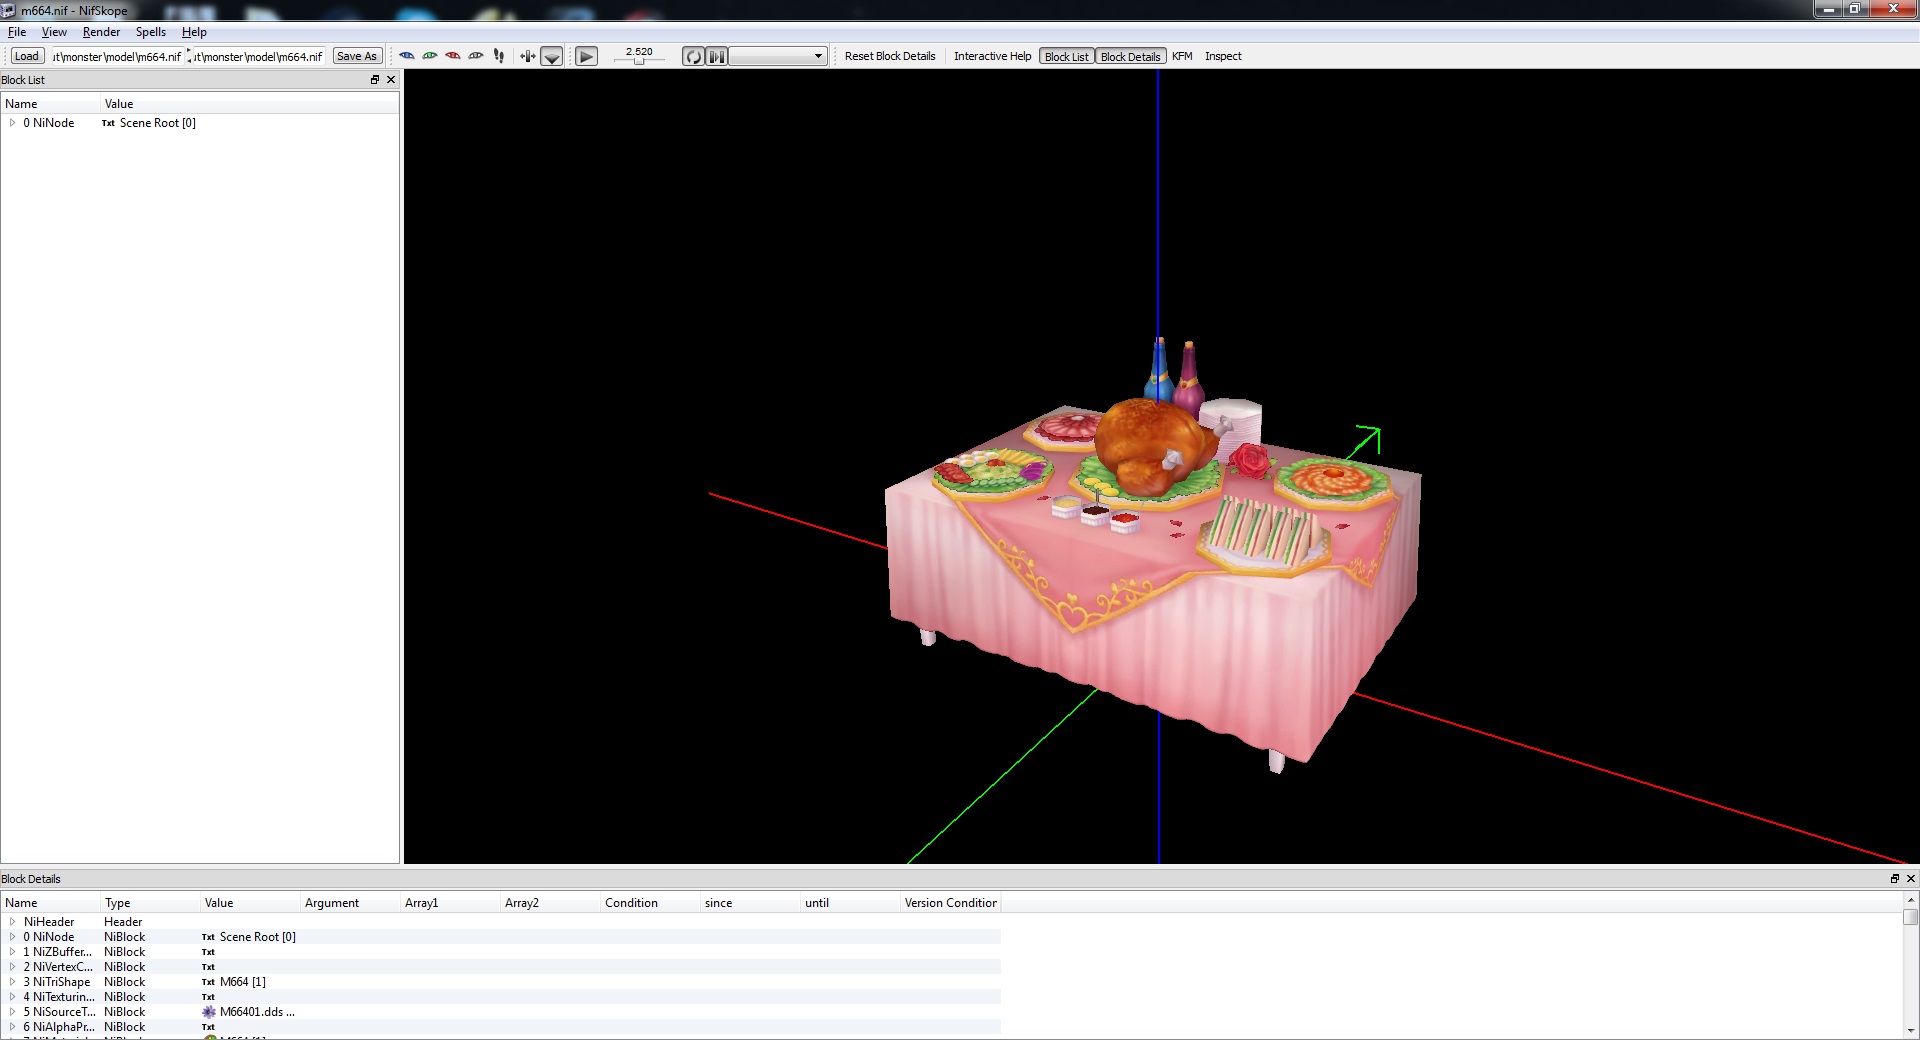 m664.nif - NifSkope
File View Render Spells Help
Load ut\monster\model\m664.nif ut\monster\model\m664.nif Save As 2.520 Reset Block Details Interactive Help Block List Block Details KFM Inspect
Block List
Name Value
0 NiNode Txt Scene Root [0]
Block Details
Name Type Value Argument Array1 Array2 Condition since until Version Condition
NiHeader Header
0 NiNode NiBlock Txt Scene Root [0]
1 NiZBuffer... NiBlock Txt
2 NiVertexC... NiBlock Txt
3 NiTriShape NiBlock Txt M664 [1]
4 NiTexturin... NiBlock Txt
5 NiSourceT... NiBlock M66401.dds ...
6 NiAlphaPr... NiBlock Txt